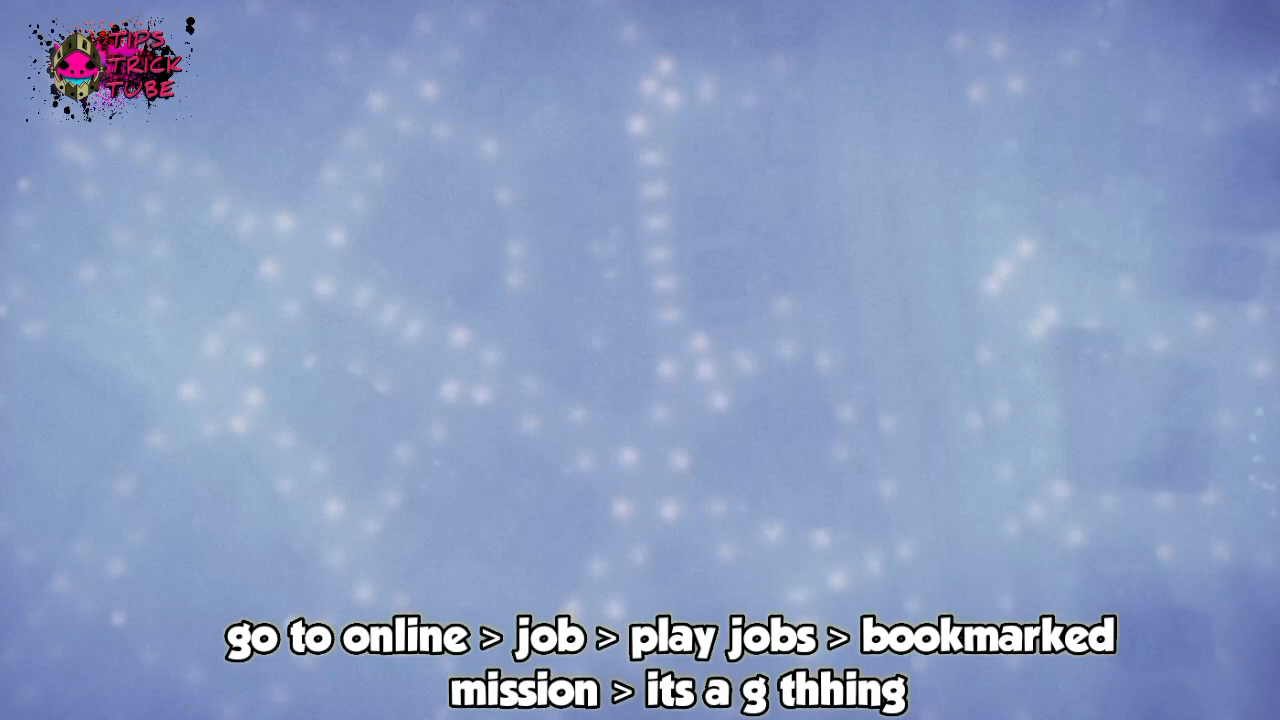 TIPS
TRICK
TUBE
go to online > job > play jobs > bookmarked
mission > its a g thhing